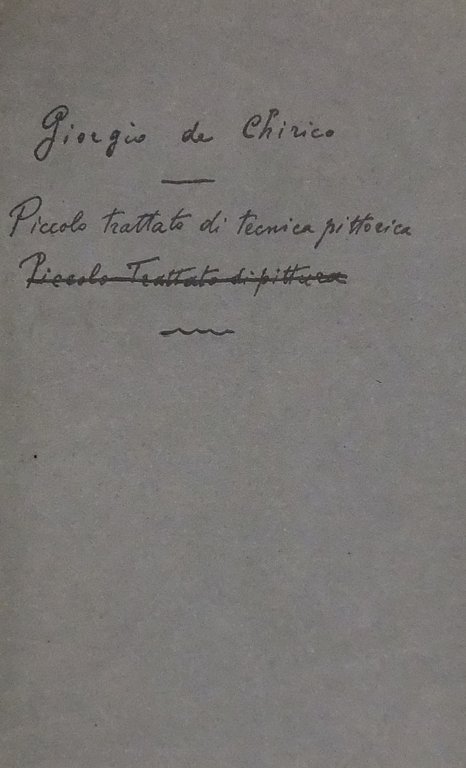 Giorgio de Chirico
Piccolo trattato di tecnica pittorica
Piccolo Trattato di pittura